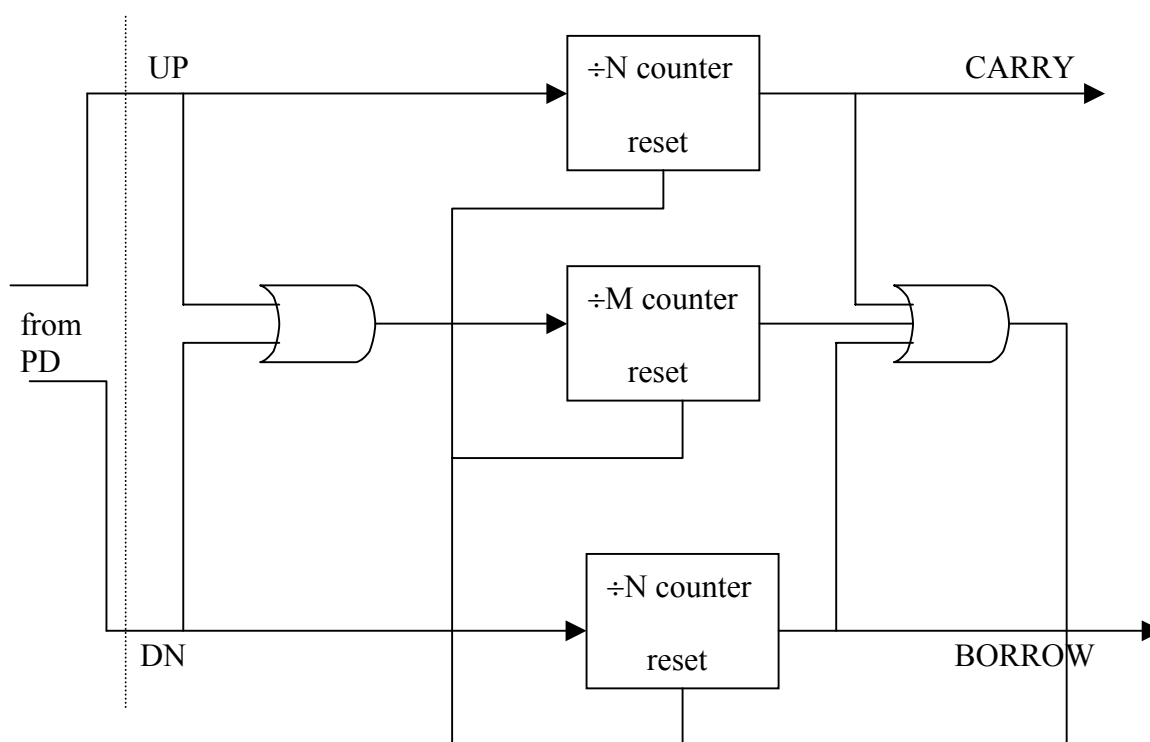 UP
÷N counter
CARRY
reset
from
PD
÷M counter
reset
÷N counter
DN
reset
BORROW